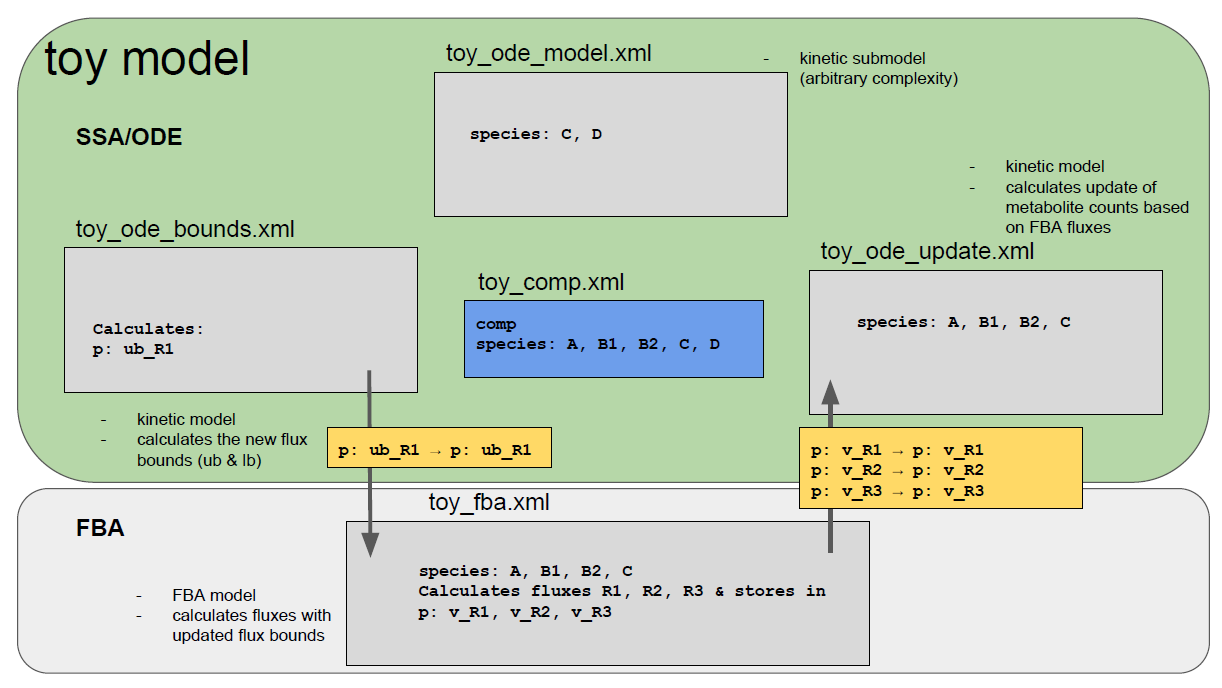 toy model
toy_ode_model.xml
- kinetic submodel
(arbitrary complexity)
species: C, D
SSA/ODE
- kinetic model
- calculates update of
metabolite counts based
on FBA fluxes
toy_ode_bounds.xml
toy_ode_update.xml
toy_comp.xml
Calculates:
p: ub_R1
comp
species: A, B1, B2, C, D
species: A, B1, B2, C
- kinetic model
- calculates the new flux
bounds (ub & lb)
p: ub_R1 → p: ub_R1
p: v_R1 → p: v_R1
p: v_R2 → p: v_R2
p: v_R3 → p: v_R3
toy_fba.xml
FBA
- FBA model
- calculates fluxes with
updated flux bounds
species: A, B1, B2, C
Calculates fluxes R1, R2, R3 & stores in
p: v_R1, v_R2, v_R3